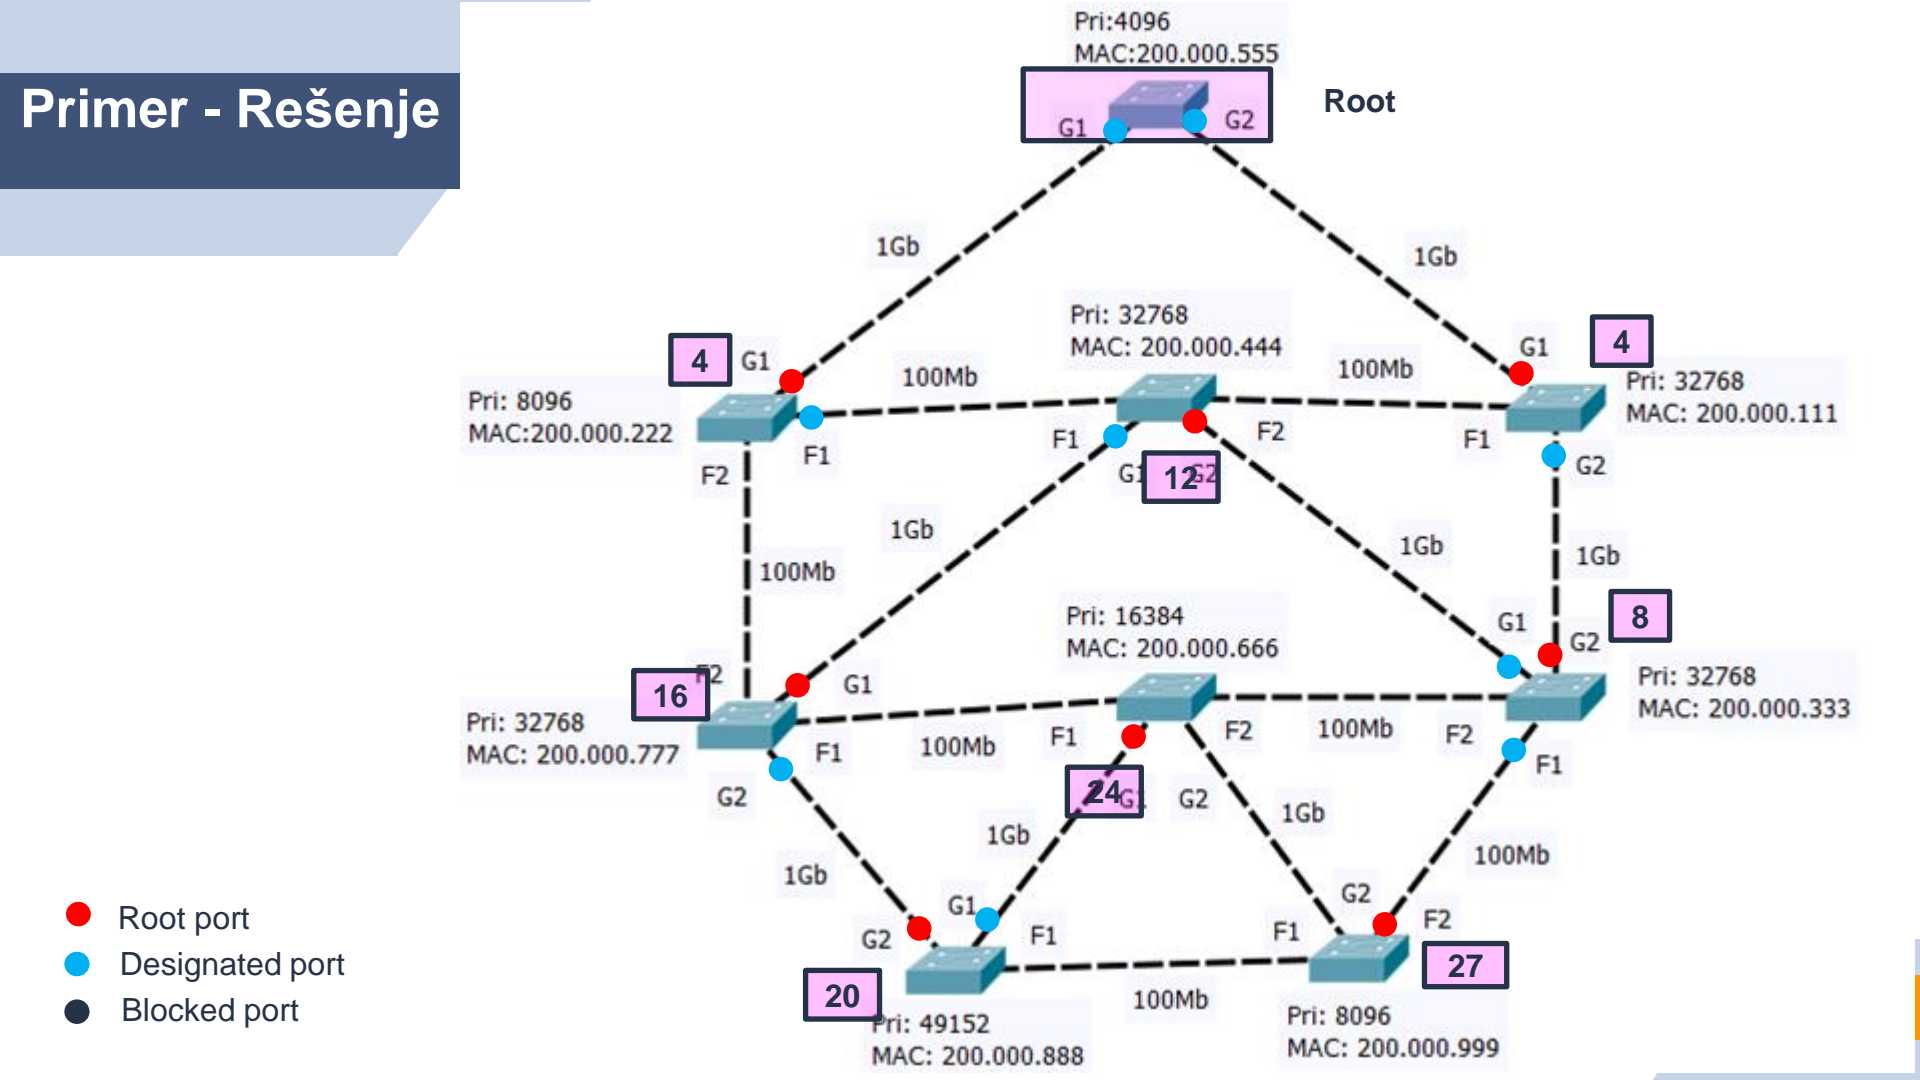 Primer - Rešenje
Pri:4096
MAC:200.000.555
Root
G1
G2
1Gb
1Gb
Pri: 32768
MAC: 200.000.444
4
G1
100Mb
100Mb
G1
4
Pri: 8096
MAC:200.000.222
Pri: 32768
MAC: 200.000.111
F1
F1
F2
F1
F2
G1
12
G2
G2
1Gb
1Gb
1Gb
100Mb
Pri: 16384
MAC: 200.000.666
G1
G2
8
F2
16
G1
Pri: 32768
MAC: 200.000.333
Pri: 32768
MAC: 200.000.777
F1
100Mb
F1
F2
100Mb
F2
F1
G2
24
G2
1Gb
1Gb
100Mb
1Gb
G1
G2
F2
G2
F1
F1
20
27
100Mb
Pri: 49152
MAC: 200.000.888
Pri: 8096
MAC: 200.000.999
Root port
Designated port
Blocked port